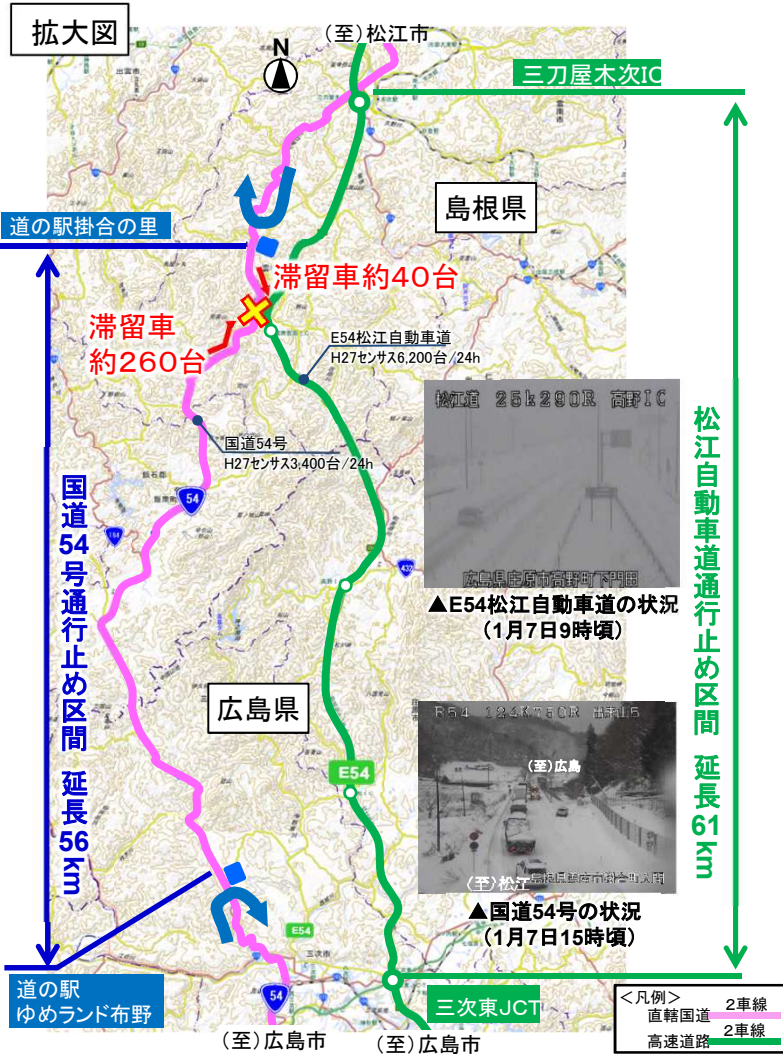 拡大図
(至)松江市
N
三刀屋木次IC
島根県
道の駅掛合の里
滞留車約40台
滞留車
約260台
E54松江自動車道
H27センサス6,200台/24h
国道54号
H27センサス3,400台/24h
54
432
国道54号通行止め区間 延長56km
松江自動車道通行止め区間 延長61km
松江道 25k290R 高野IC
広島県庄原市高野町下門田
▲E54松江自動車道の状況
(1月7日9時頃)
広島県
E54
(至)広島
(至)松江
▲国道54号の状況
(1月7日15時頃)
E54
三次市
道の駅
ゆめランド布野
54
三次東JCT
(至)広島市
(至)広島市
<凡例>
直轄国道 2車線
高速道路 2車線